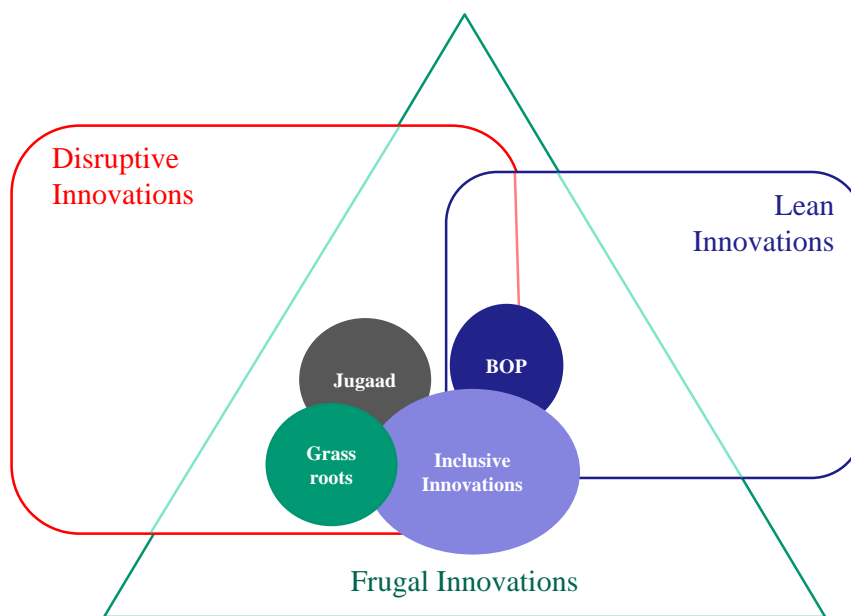 Disruptive
Innovations
Lean
Innovations
Jugaad
BOP
Grass
roots
Inclusive
Innovations
Frugal Innovations